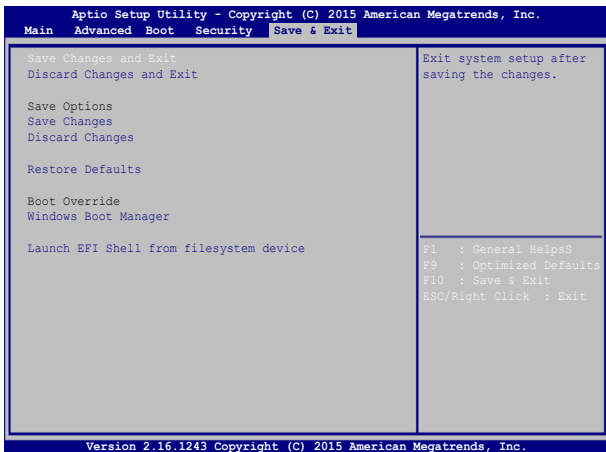 Aptio Setup Utility - Copyright (C) 2015 American Megatrends, Inc.
Main Advanced Boot Security Save & Exit
Save Changes and Exit
Discard Changes and Exit
Save Options
Save Changes
Discard Changes
Restore Defaults
Boot Override
Windows Boot Manager
Launch EFI Shell from filesystem device
Exit system setup after
saving the changes.
F1 : General HelpsS
F9 : Optimized Defaults
F10 : Save & Exit
ESC/Right Click : Exit
Version 2.16.1243 Copyright (C) 2015 American Megatrends, Inc.